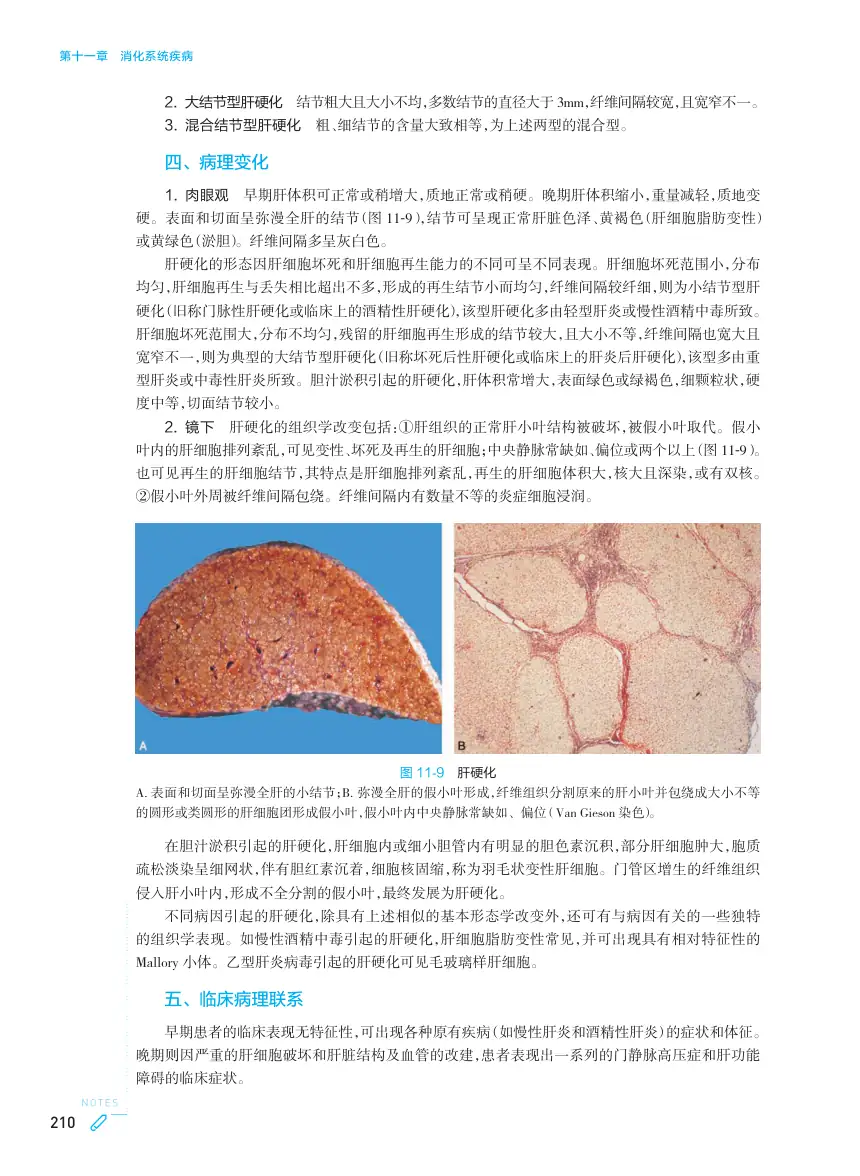 第十一章 消化系统疾病
2. 大结节型肝硬化 结节粗大且大小不均,多数结节的直径大于 3mm,纤维间隔较宽,且宽窄不一。
3. 混合结节型肝硬化 粗、细结节的含量大致相等,为上述两型的混合型。
四、病理变化
1. 肉眼观 早期肝体积可正常或稍增大,质地正常或稍硬。晚期肝体积缩小,重量减轻,质地变
硬。表面和切面呈弥漫全肝的结节(图 11-9),结节可呈现正常肝脏色泽、黄褐色(肝细胞脂肪变性)
或黄绿色(淤胆)。纤维间隔多呈灰白色。
肝硬化的形态因肝细胞坏死和肝细胞再生能力的不同可呈不同表现。肝细胞坏死范围小,分布
均匀,肝细胞再生与丢失相比超出不多,形成的再生结节小而均匀,纤维间隔较纤细,则为小结节型肝
硬化(旧称门脉性肝硬化或临床上的酒精性肝硬化),该型肝硬化多由轻型肝炎或慢性酒精中毒所致。
肝细胞坏死范围大,分布不均匀,残留的肝细胞再生形成的结节较大,且大小不等,纤维间隔也宽大且
宽窄不一,则为典型的大结节型肝硬化(旧称坏死后性肝硬化或临床上的肝炎后肝硬化),该型多由重
型肝炎或中毒性肝炎所致。胆汁淤积引起的肝硬化,肝体积常增大,表面绿色或绿褐色,细颗粒状,硬
度中等,切面结节较小。
2. 镜下 肝硬化的组织学改变包括:①肝组织的正常肝小叶结构被破坏,被假小叶取代。假小
叶内的肝细胞排列紊乱,可见变性、坏死及再生的肝细胞;中央静脉常缺如、偏位或两个以上(图 11-9)。
也可见再生的肝细胞结节,其特点是肝细胞排列紊乱,再生的肝细胞体积大,核大且深染,或有双核。
②假小叶外周被纤维间隔包绕。纤维间隔内有数量不等的炎症细胞浸润。
A
B
图 11-9 肝硬化
A. 表面和切面呈弥漫全肝的小结节;B. 弥漫全肝的假小叶形成,纤维组织分割原来的肝小叶并包绕成大小不等
的圆形或类圆形的肝细胞团形成假小叶,假小叶内中央静脉常缺如、偏位(Van Gieson 染色)。
在胆汁淤积引起的肝硬化,肝细胞内或细小胆管内有明显的胆色素沉积,部分肝细胞肿大,胞质
疏松淡染呈细网状,伴有胆红素沉着,细胞核固缩,称为羽毛状变性肝细胞。门管区增生的纤维组织
侵入肝小叶内,形成不全分割的假小叶,最终发展为肝硬化。
不同病因引起的肝硬化,除具有上述相似的基本形态学改变外,还可有与病因有关的一些独特
的组织学表现。如慢性酒精中毒引起的肝硬化,肝细胞脂肪变性常见,并可出现具有相对特征性的
Mallory 小体。乙型肝炎病毒引起的肝硬化可见毛玻璃样肝细胞。
五、临床病理联系
早期患者的临床表现无特征性,可出现各种原有疾病(如慢性肝炎和酒精性肝炎)的症状和体征。
晚期则因严重的肝细胞破坏和肝脏结构及血管的改建,患者表现出一系列的门静脉高压症和肝功能
障碍的临床症状。
NOTES
210